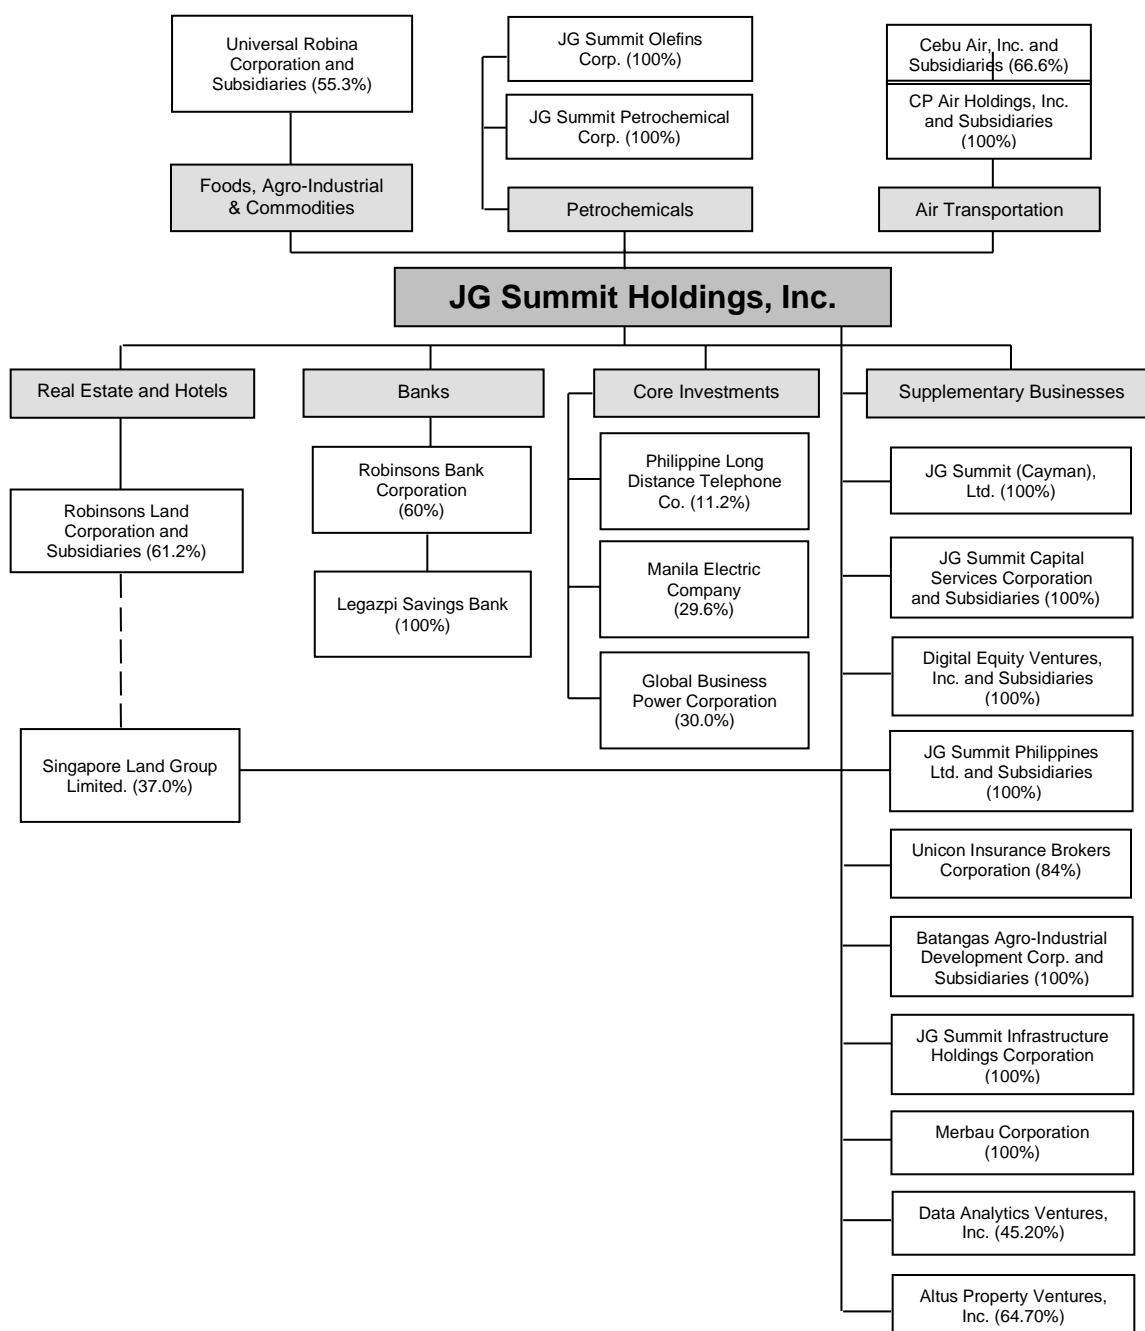 Universal Robina
Corporation and
Subsidiaries (55.3%)
JG Summit Olefins
Corp. (100%)
JG Summit Petrochemical
Corp. (100%)
Cebu Air, Inc. and
Subsidiaries (66.6%)
CP Air Holdings, Inc.
and Subsidiaries
(100%)
Foods, Agro-Industrial
& Commodities
Petrochemicals
Air Transportation
JG Summit Holdings, Inc.
Real Estate and Hotels
Banks
Core Investments
Supplementary Businesses
Robinsons Land
Corporation and
Subsidiaries (61.2%)
Singapore Land Group
Limited. (37.0%)
Robinsons Bank
Corporation
(60%)
Legazpi Savings Bank
(100%)
Philippine Long
Distance Telephone
Co. (11.2%)
Manila Electric
Company
(29.6%)
Global Business
Power Corporation
(30.0%)
JG Summit (Cayman),
Ltd. (100%)
JG Summit Capital
Services Corporation
and Subsidiaries (100%)
Digital Equity Ventures,
Inc. and Subsidiaries
(100%)
JG Summit Philippines
Ltd. and Subsidiaries
(100%)
Unicon Insurance Brokers
Corporation (84%)
Batangas Agro-Industrial
Development Corp. and
Subsidiaries (100%)
JG Summit Infrastructure
Holdings Corporation
(100%)
Merbau Corporation
(100%)
Data Analytics Ventures,
Inc. (45.20%)
Altus Property Ventures,
Inc. (64.70%)